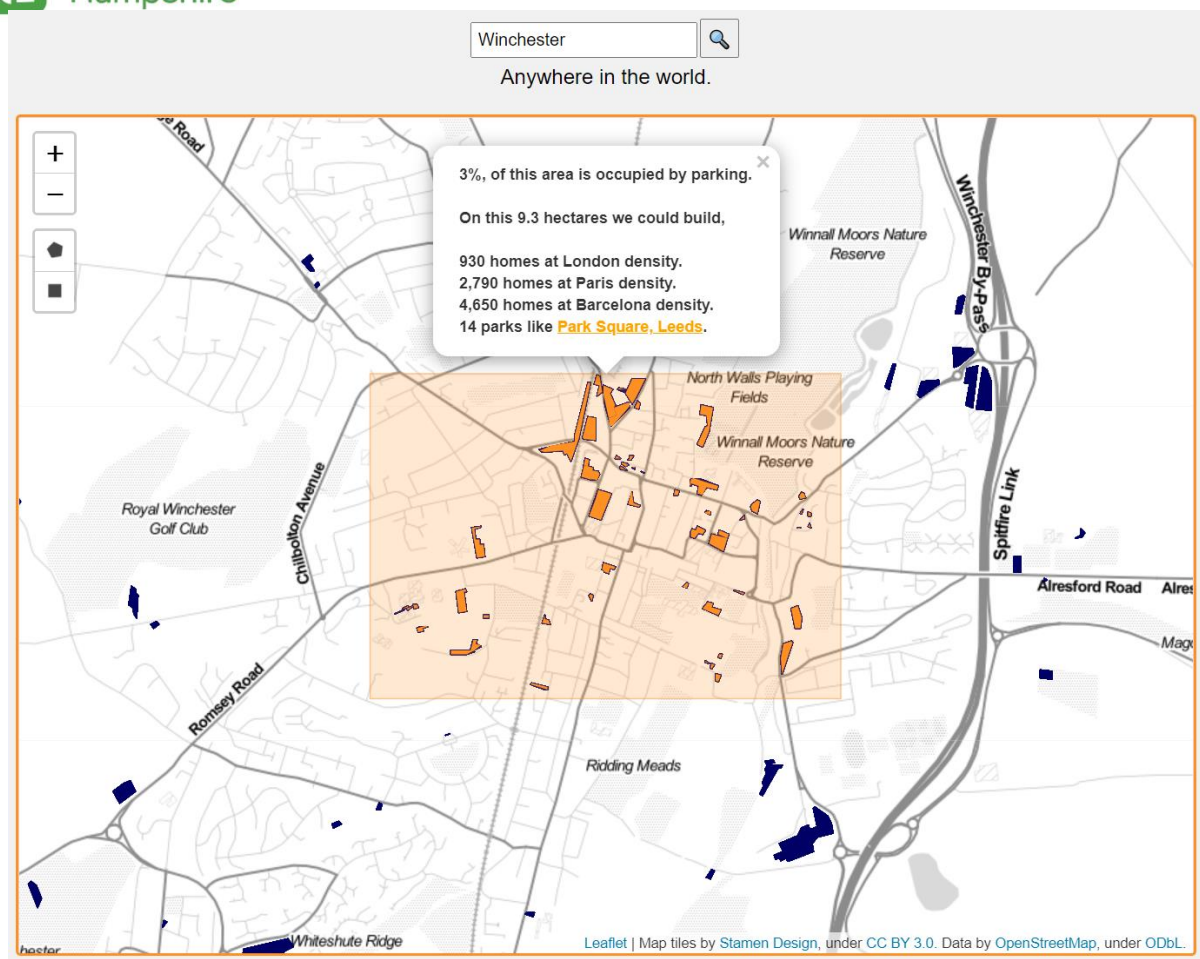 Hampshire
Winchester
Anywhere in the world.
+
−
3%, of this area is occupied by parking.
On this 9.3 hectares we could build,
930 homes at London density.
2,790 homes at Paris density.
4,650 homes at Barcelona density.
14 parks like Park Square, Leeds.
×
Road
Winchester By-Pass
Winnall Moors Nature
Reserve
North Walls Playing
Fields
Winnall Moors Nature
Reserve
Royal Winchester
Golf Club
Chilbolton Avenue
Spitfire Link
Alresford Road
Romsey Road
Ridding Meads
Whiteshute Ridge
Leaflet | Map tiles by Stamen Design, under CC BY 3.0. Data by OpenStreetMap, under ODbL.